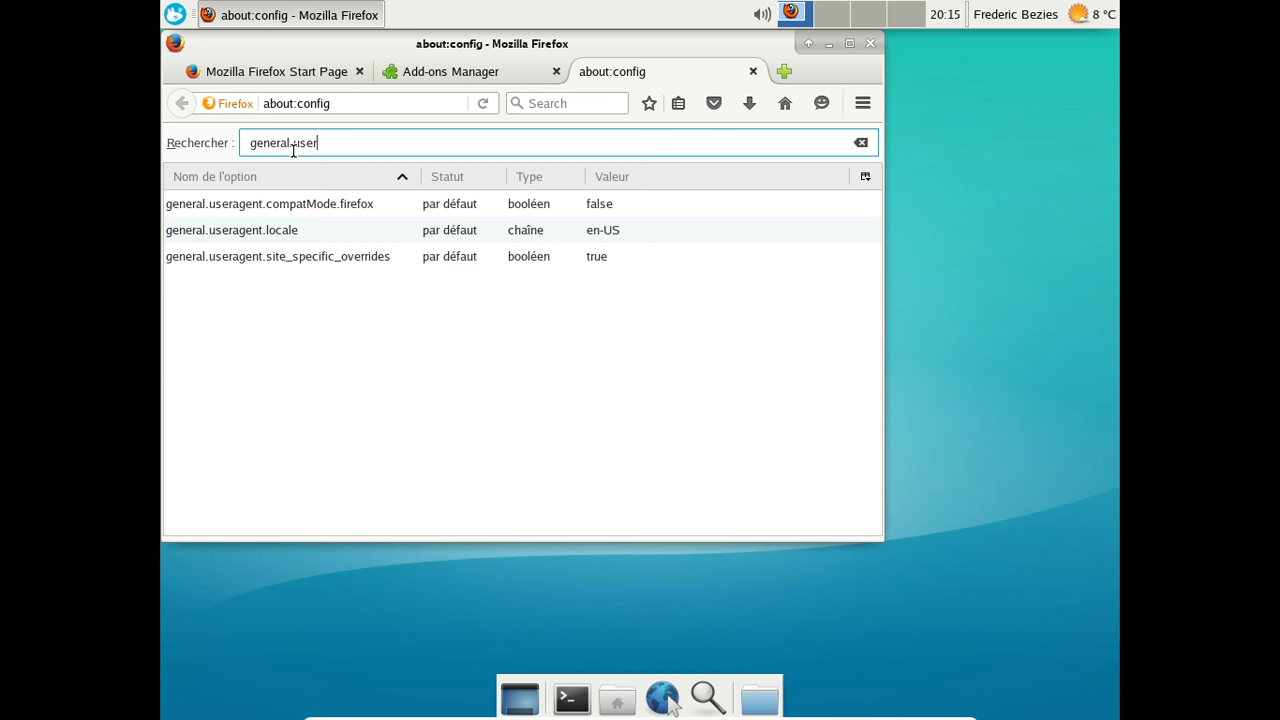 about:config - Mozilla Firefox
20:15
Frederic Bezies
8 °C
about:config - Mozilla Firefox
Mozilla Firefox Start Page
Add-ons Manager
about:config
Firefox
about:config
Search
Rechercher :
general.user
Nom de l'option
Statut
Type
Valeur
general.useragent.compatMode.firefox
par défaut
booléen
false
general.useragent.locale
par défaut
chaîne
en-US
general.useragent.site_specific_overrides
par défaut
booléen
true